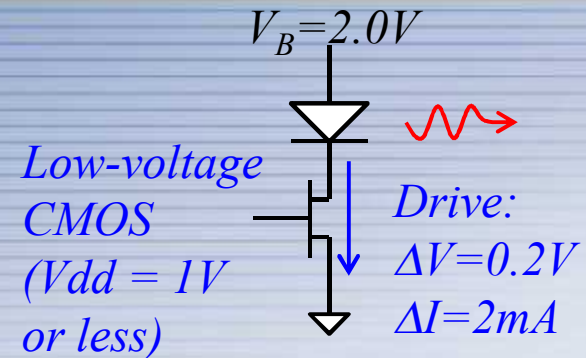 V_B=2.0V
Low-voltage
CMOS
(Vdd = 1V
or less)
Drive:
ΔV=0.2V
ΔI=2mA